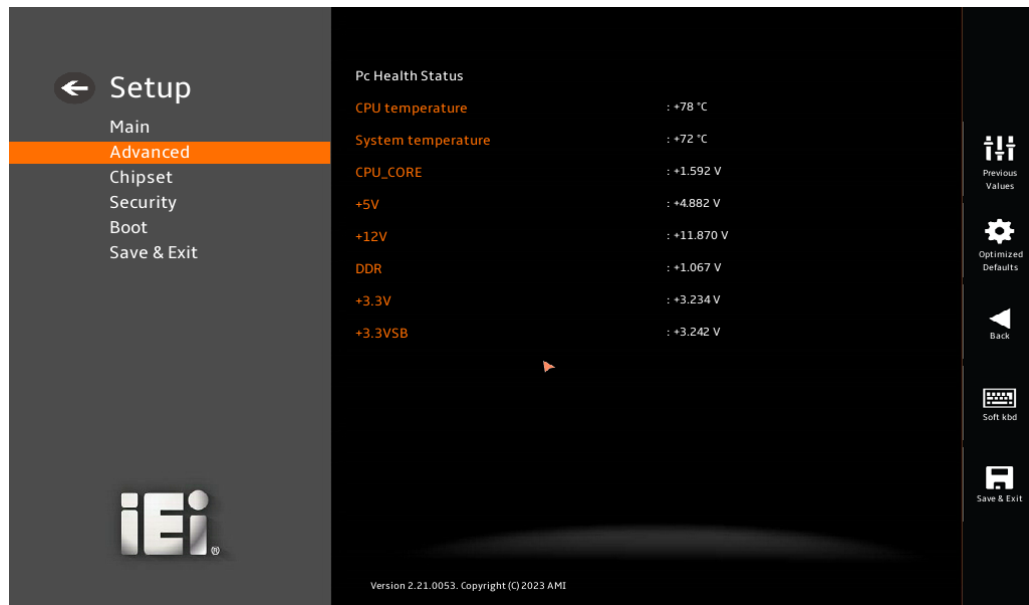 Setup
Main
Advanced
Chipset
Security
Boot
Save & Exit
iEi ®
Pc Health Status
CPU temperature : +78 °C
System temperature : +72 °C
CPU_CORE : +1.592 V
+5V : +4.882 V
+12V : +11.870 V
DDR : +1.067 V
+3.3V : +3.234 V
+3.3VSB : +3.242 V
Version 2.21.0053. Copyright (C) 2023 AMI
Previous
Values
Optimized
Defaults
Back
Soft kbd
Save & Exit